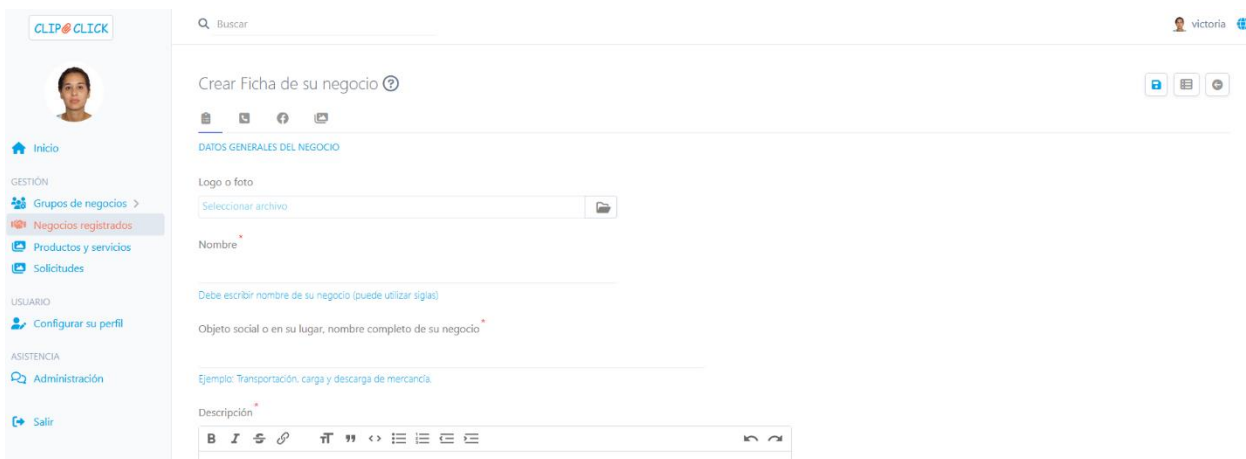 CLIP@CLICK
Buscar
victoria
Crear Ficha de su negocio
DATOS GENERALES DEL NEGOCIO
Inicio
GESTIÓN
Grupos de negocios >
Negocios registrados
Productos y servicios
Solicitudes
USUARIO
Configurar su perfil
ASISTENCIA
Administración
Salir
Logo o foto
Seleccionar archivo
Nombre *
Debe escribir nombre de su negocio (puede utilizar siglas)
Objeto social o en su lugar, nombre completo de su negocio *
Ejemplo: Transportación, carga y descarga de mercancía.
Descripción *